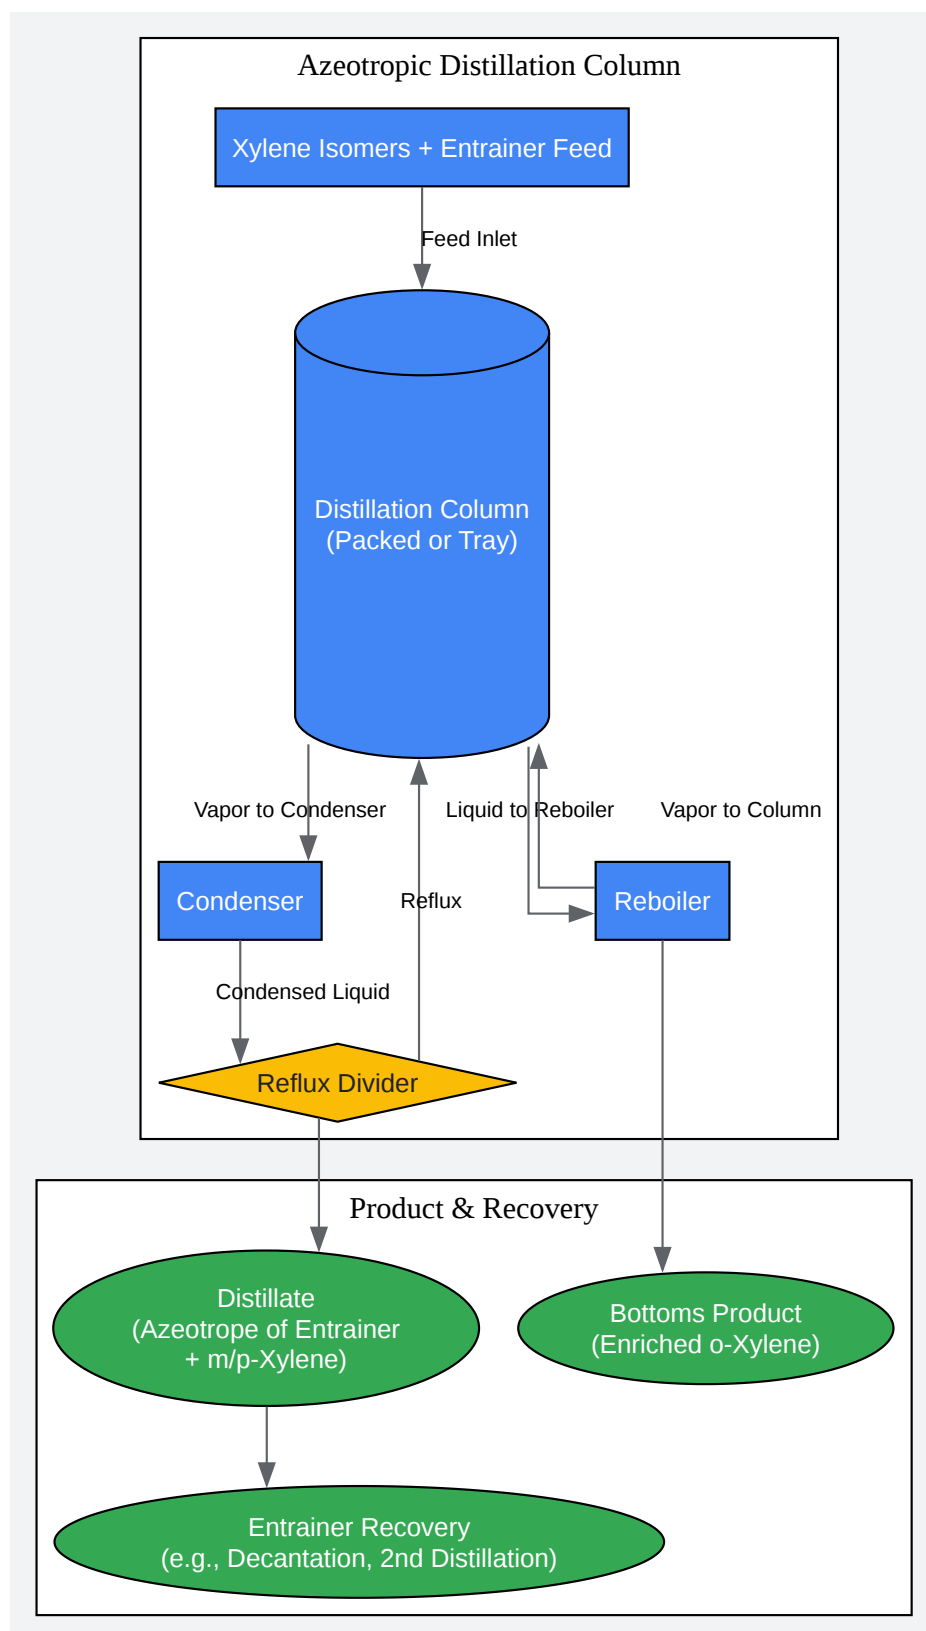 Azeotropic Distillation Column
Xylene Isomers + Entrainer Feed
Feed Inlet
Distillation Column
(Packed or Tray)
Vapor to Condenser
Liquid to Reboiler
Vapor to Column
Condenser
Reflux
Reboiler
Condensed Liquid
Reflux Divider
Product & Recovery
Distillate
(Azeotrope of Entrainer
+ m/p-Xylene)
Bottoms Product
(Enriched o-Xylene)
Entrainer Recovery
(e.g., Decantation, 2nd Distillation)